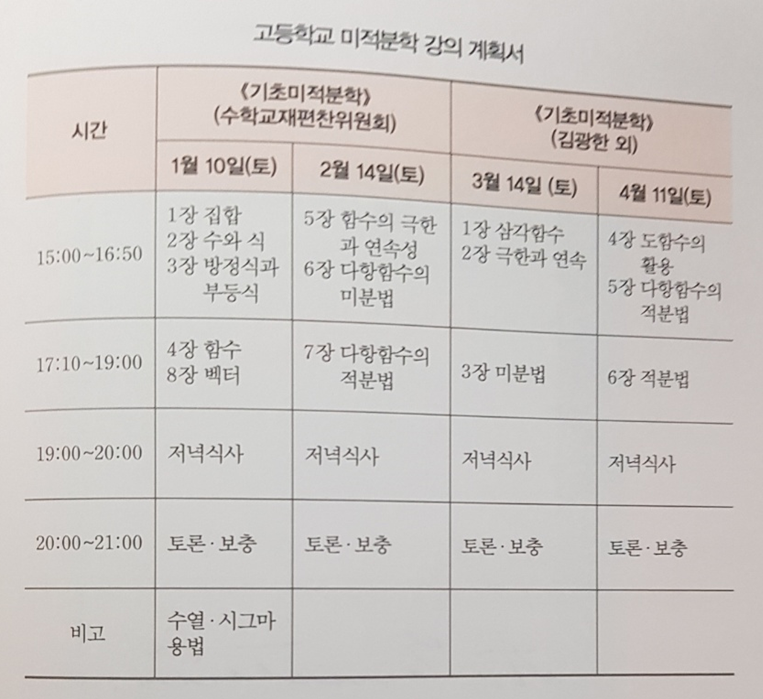 고등학교 미적분학 강의 계획서
시간
《기초미적분학》
(수학교재편찬위원회)
《기초미적분학》
(김광한 외)
1월 10일(토)
2월 14일(토)
3월 14일 (토)
4월 11일(토)
15:00~16:50
1장 집합
2장 수와 식
3장 방정식과
부등식
5장 함수의 극한
과 연속성
6장 다항함수의
미분법
1장 삼각함수
2장 극한과 연속
4장 도함수의
활용
5장 다항함수의
적분법
17:10~19:00
4장 함수
8장 벡터
7장 다항함수의
적분법
3장 미분법
6장 적분법
19:00~20:00
저녁식사
저녁식사
저녁식사
저녁식사
20:00~21:00
토론·보충
토론·보충
토론·보충
토론·보충
비고
수열·시그마
용법